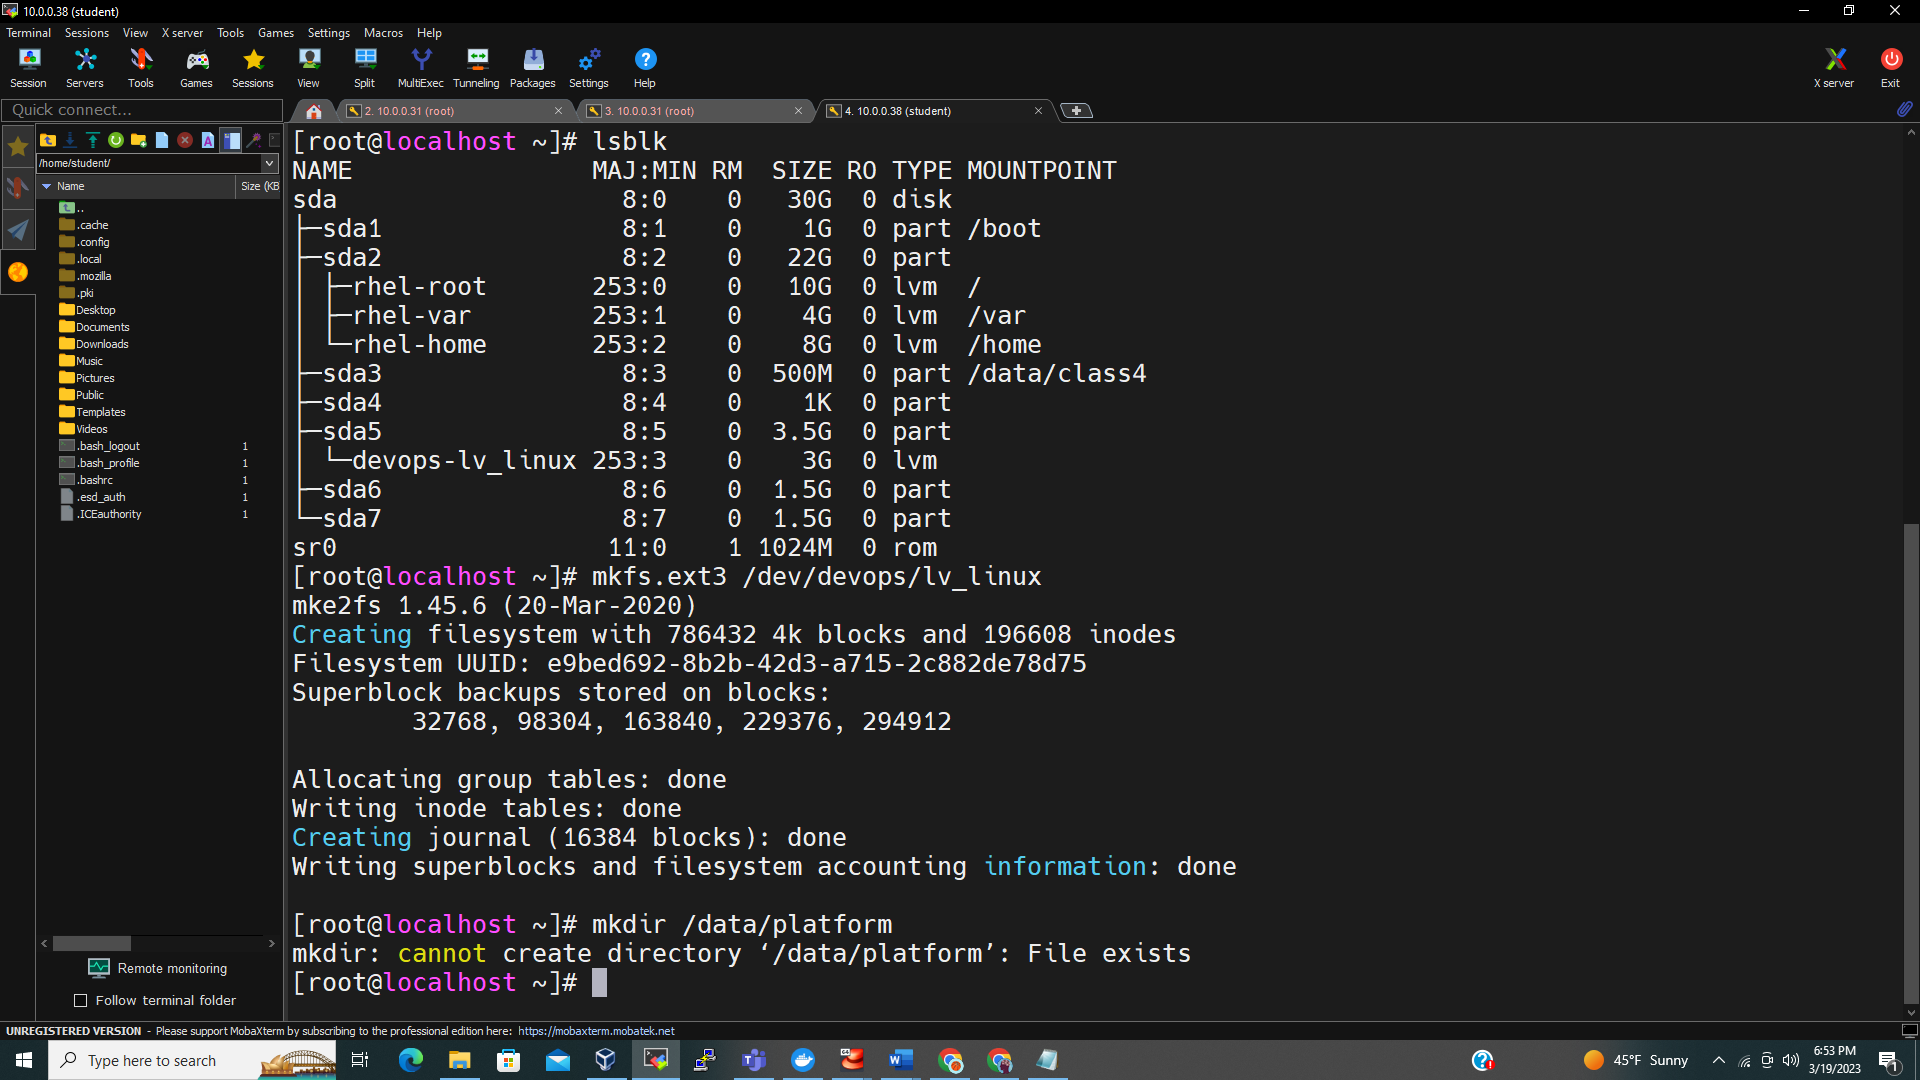 10.0.0.38 (student)
Terminal Sessions View X server Tools Games Settings Macros Help
Session Servers Tools Games Sessions View Split MultiExec Tunneling Packages Settings Help X server Exit
Quick connect...
2. 10.0.0.31 (root)
3. 10.0.0.31 (root)
4. 10.0.0.38 (student)
/home/student/
Name Size (KB
..
.cache
.config
.local
.mozilla
.pki
Desktop
Documents
Downloads
Music
Pictures
Public
Templates
Videos
.bash_logout 1
.bash_profile 1
.bashrc 1
.esd_auth 1
.ICEauthority 1
Remote monitoring
Follow terminal folder
[root@localhost ~]# lsblk
NAME MAJ:MIN RM SIZE RO TYPE MOUNTPOINT
sda 8:0 0 30G 0 disk
├─sda1 8:1 0 1G 0 part /boot
├─sda2 8:2 0 22G 0 part
│ ├─rhel-root 253:0 0 10G 0 lvm /
│ ├─rhel-var 253:1 0 4G 0 lvm /var
│ └─rhel-home 253:2 0 8G 0 lvm /home
├─sda3 8:3 0 500M 0 part /data/class4
├─sda4 8:4 0 1K 0 part
├─sda5 8:5 0 3.5G 0 part
│ └─devops-lv_linux 253:3 0 3G 0 lvm
├─sda6 8:6 0 1.5G 0 part
└─sda7 8:7 0 1.5G 0 part
sr0 11:0 1 1024M 0 rom
[root@localhost ~]# mkfs.ext3 /dev/devops/lv_linux
mke2fs 1.45.6 (20-Mar-2020)
Creating filesystem with 786432 4k blocks and 196608 inodes
Filesystem UUID: e9bed692-8b2b-42d3-a715-2c882de78d75
Superblock backups stored on blocks:
32768, 98304, 163840, 229376, 294912
Allocating group tables: done
Writing inode tables: done
Creating journal (16384 blocks): done
Writing superblocks and filesystem accounting information: done
[root@localhost ~]# mkdir /data/platform
mkdir: cannot create directory ‘/data/platform’: File exists
[root@localhost ~]#
UNREGISTERED VERSION - Please support MobaXterm by subscribing to the professional edition here: https://mobaxterm.mobatek.net
Type here to search
45°F Sunny
6:53 PM
3/19/2023
1